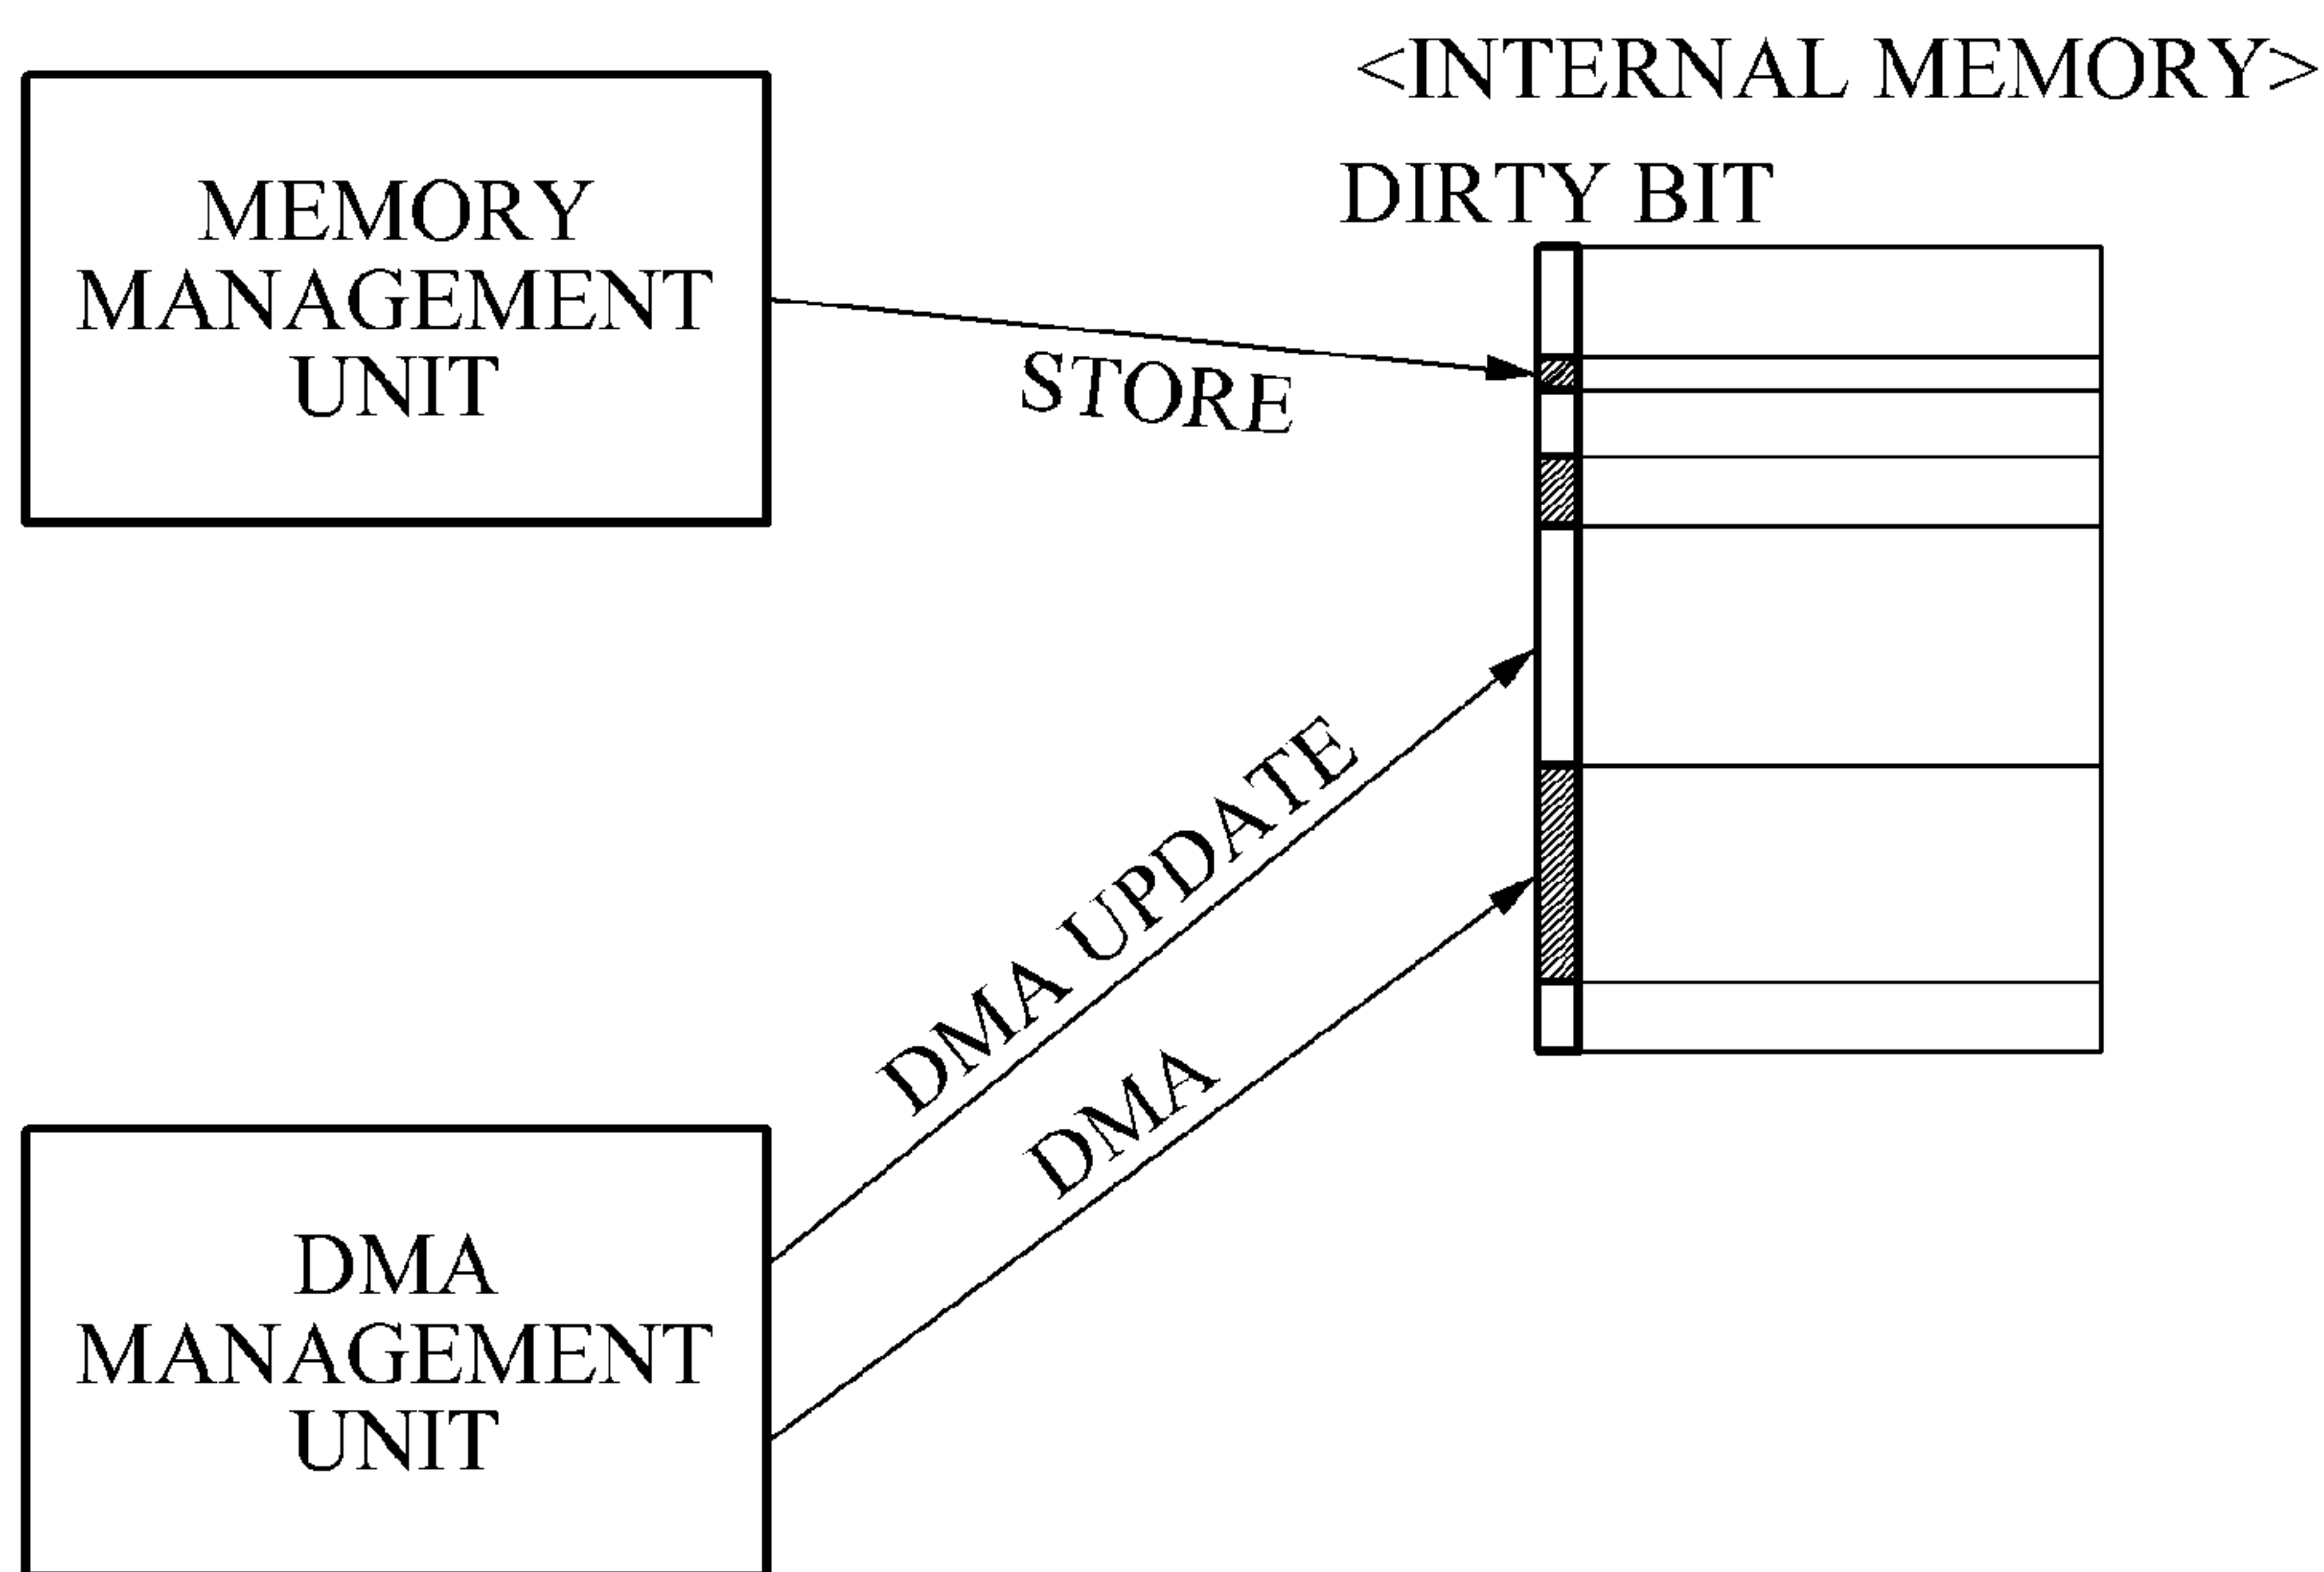 <INTERNAL MEMORY>
DIRTY BIT
MEMORY
MANAGEMENT
UNIT
STORE
DMA UPDATE
DMA
DMA
MANAGEMENT
UNIT